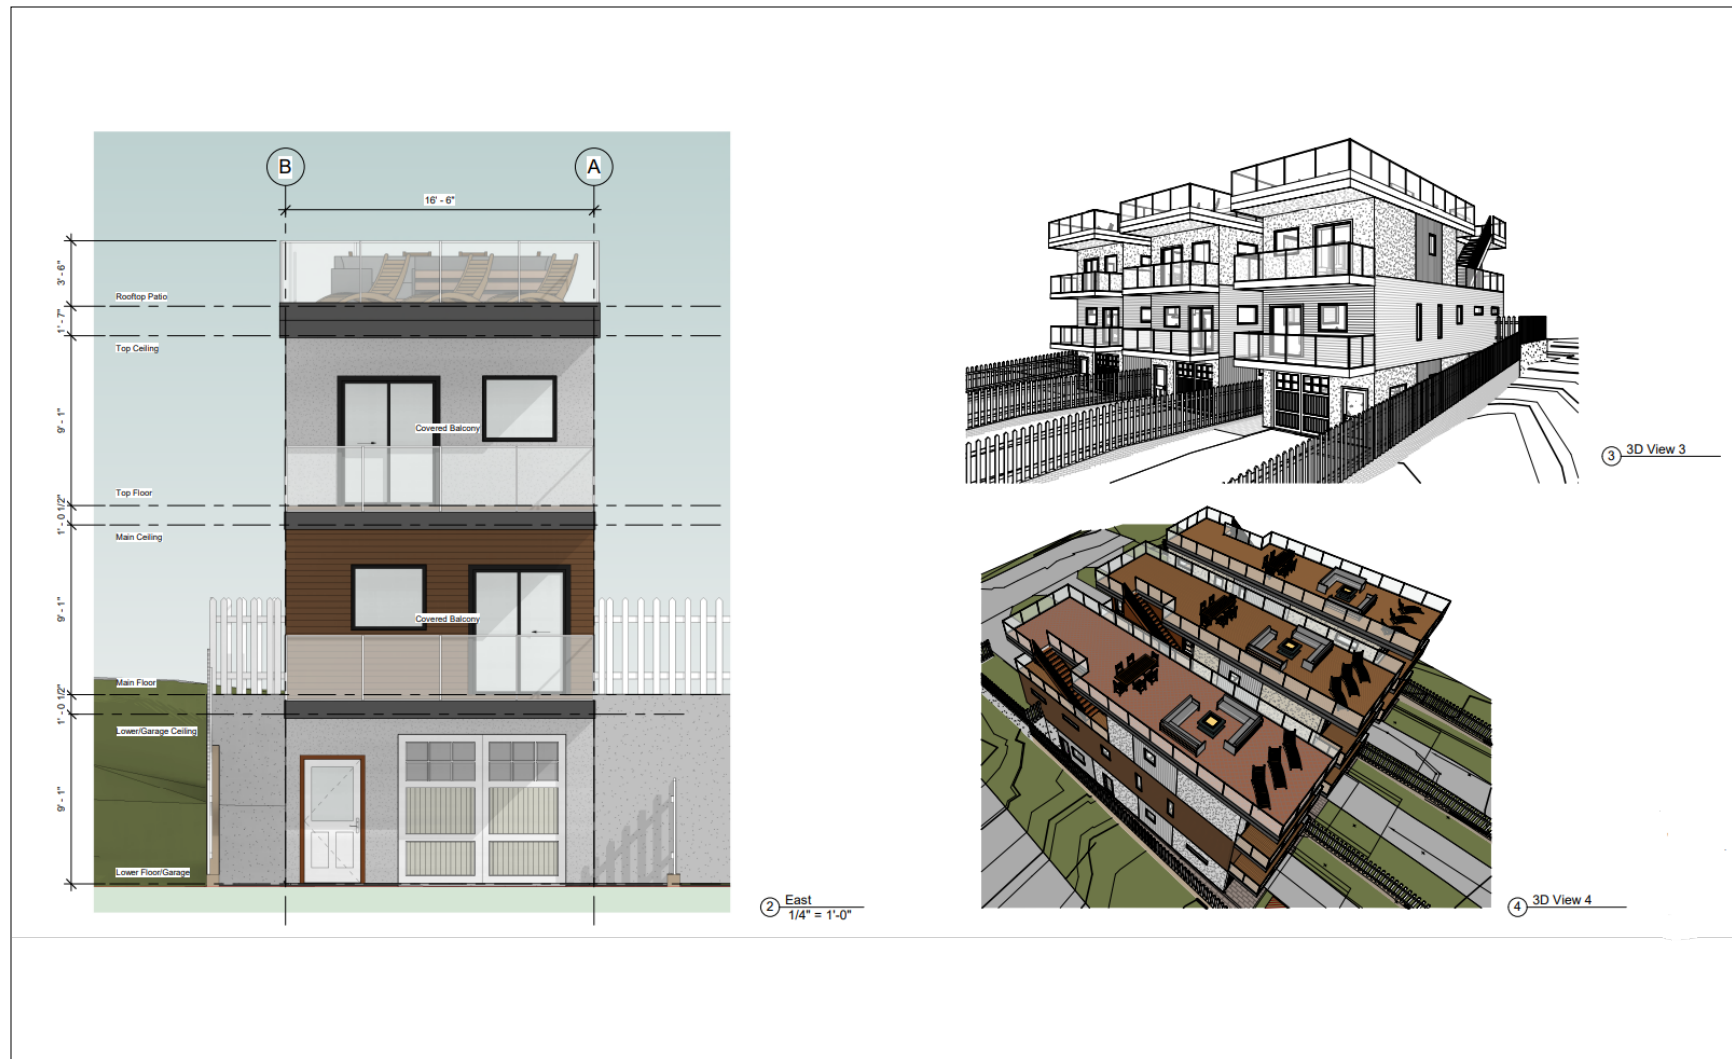 B
A
16' - 6"
3' - 6"
Rooftop Patio
1' - 7"
Top Ceiling
9' - 1"
Covered Balcony
Top Floor
1' - 0 1/2"
Main Ceiling
9' - 1"
Covered Balcony
Main Floor
1' - 0 1/2"
Lower/Garage Ceiling
9' - 1"
Lower Floor/Garage
2 East
1/4" = 1'-0"
3 3D View 3
4 3D View 4